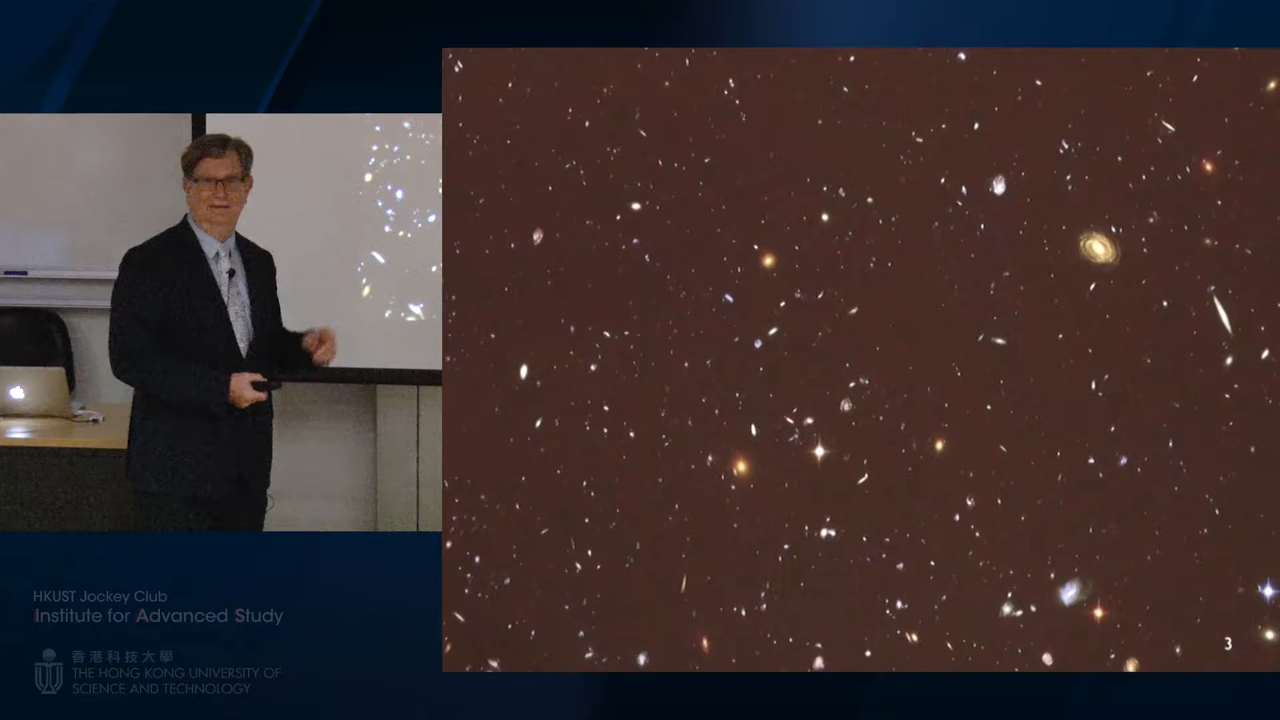 3
HKUST Jockey Club
Institute for Advanced Study
香港科技大學
THE HONG KONG UNIVERSITY OF
SCIENCE AND TECHNOLOGY